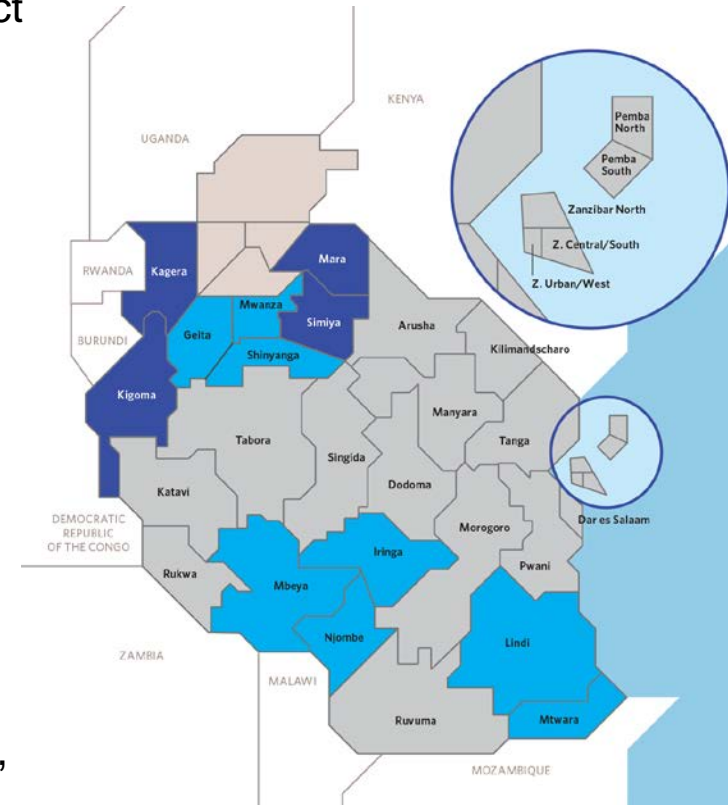 ct
KENYA
UGANDA
Pemba
North
Pemba
South
Zanzibar North
Z. Central/South
Z. Urban/West
RWANDA
Kagera
Mara
BURUNDI
Geita
Mwanza
Simiya
Shinyanga
Arusha
Kilimandscharo
Kigoma
Tabora
Singida
Manyara
Tanga
Dodoma
Katavi
DEMOCRATIC
REPUBLIC
OF THE CONGO
Morogoro
Dar es Salaam
Rukwa
Mbeya
Iringa
Pwani
Njombe
Lindi
ZAMBIA
MALAWI
Ruvuma
Mtwara
MOZAMBIQUE
,